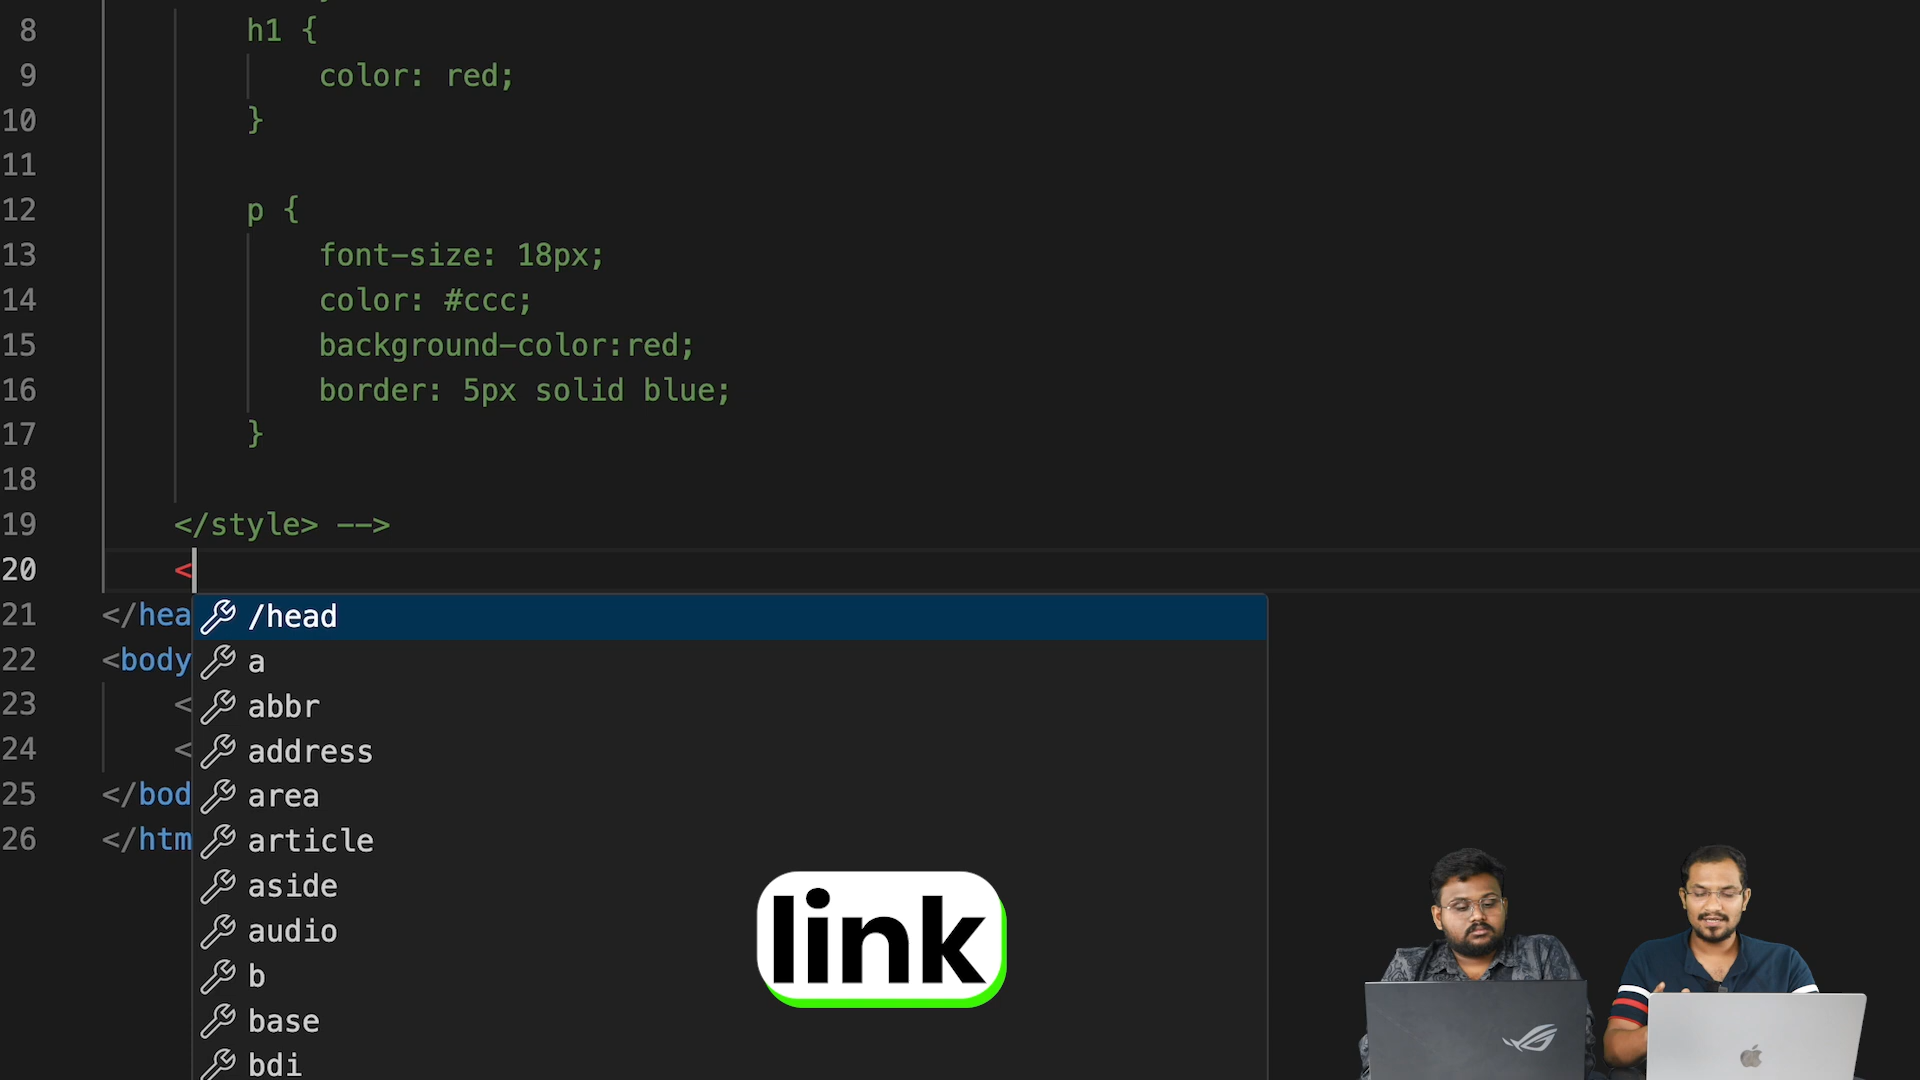 8 h1 {
9 color: red;
10 }
11
12 p {
13 font-size: 18px;
14 color: #ccc;
15 background-color:red;
16 border: 5px solid blue;
17 }
18
19 </style> -->
20 <
21 </hea
22 <body
23 <
24 <
25 </bod
26 </htm
/head
a
abbr
address
area
article
aside
audio
b
base
bdi
link